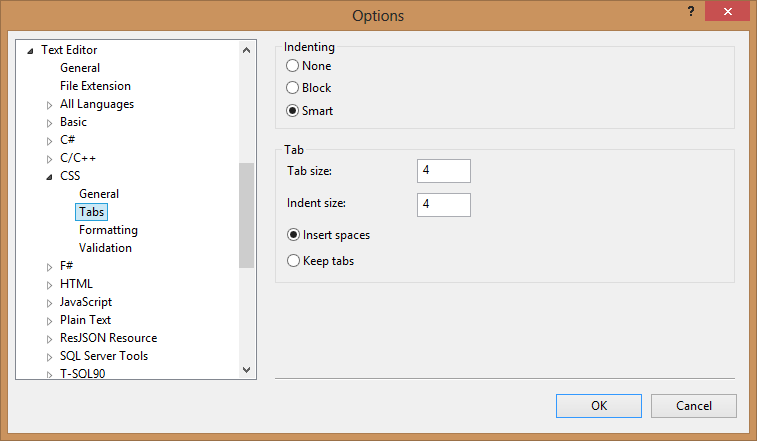 Options
?
Text Editor
General
File Extension
All Languages
Basic
C#
C/C++
CSS
General
Tabs
Formatting
Validation
F#
HTML
JavaScript
Plain Text
ResJSON Resource
SQL Server Tools
T-SQL90
Indenting
None
Block
Smart
Tab
Tab size: 4
Indent size: 4
Insert spaces
Keep tabs
OK Cancel